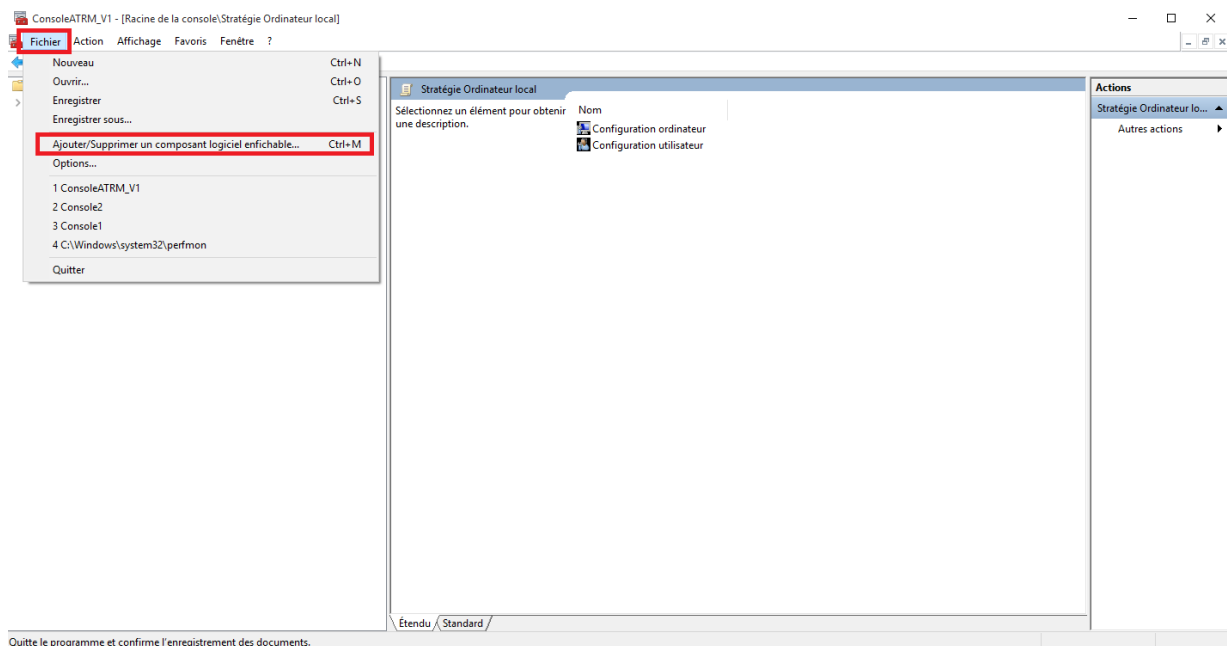 ConsoleATRM_V1 - [Racine de la console\Stratégie Ordinateur local]
Fichier Action Affichage Favoris Fenêtre ?
Nouveau Ctrl+N
Ouvrir... Ctrl+O
Enregistrer Ctrl+S
Enregistrer sous...
Ajouter/Supprimer un composant logiciel enfichable... Ctrl+M
Options...
1 ConsoleATRM_V1
2 Console2
3 Console1
4 C:\Windows\system32\perfmon
Quitter
Stratégie Ordinateur local
Sélectionnez un élément pour obtenir
une description.
Nom
Configuration ordinateur
Configuration utilisateur
Actions
Stratégie Ordinateur lo...
Autres actions
Étendu Standard
Quitte le programme et confirme l'enregistrement des documents.